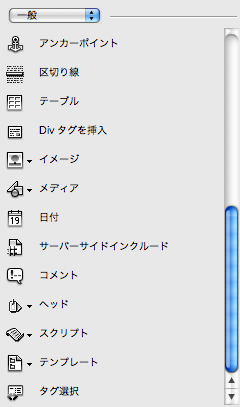 一般
アンカーポイント
区切り線
テーブル
Div タグを挿入
イメージ
メディア
19
日付
サーバーサイドインクルード
コメント
ヘッド
スクリプト
テンプレート
タグ選択